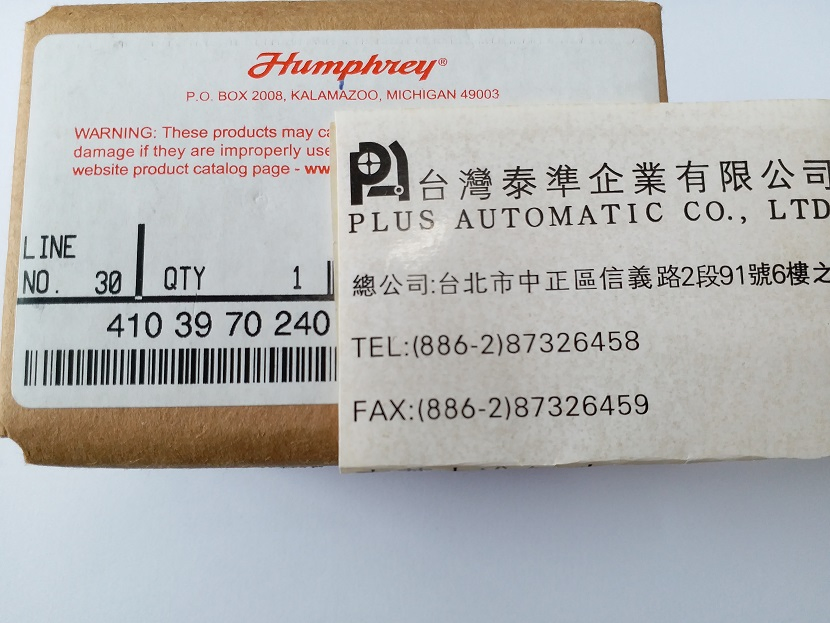 Humphrey®
P.O. BOX 2008, KALAMAZOO, MICHIGAN 49003
WARNING: These products may
damage if they are improperly
website product catalog page -
LINE
NO. 30 QTY 1
410 39 70 240
PI
台灣泰準企業有限公司
PLUS AUTOMATIC CO., LTD
總公司:台北市中正區信義路2段91號6樓之
TEL:(886-2)87326458
FAX:(886-2)87326459